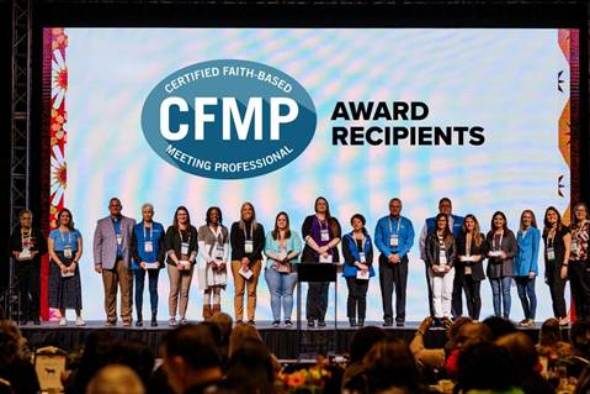 CERTIFIED FAITH-BASED
CFMP
MEETING PROFESSIONAL
AWARD
RECIPIENTS